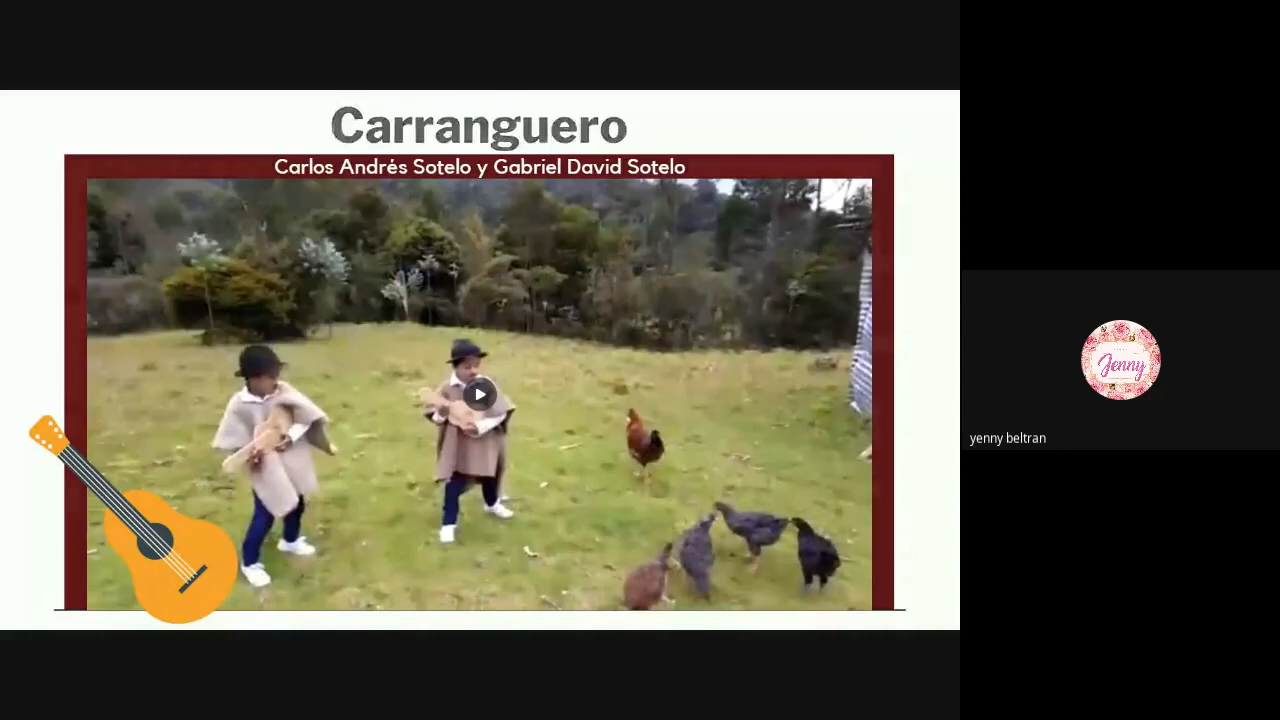 Carranguero
Carlos Andrés Sotelo y Gabriel David Sotelo
Jenny
yenny beltran